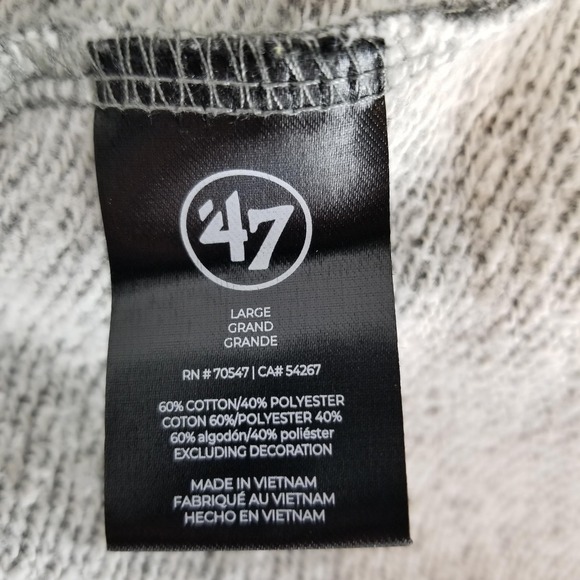 '47
LARGE
GRAND
GRANDE
RN # 70547 | CA# 54267
60% COTTON/40% POLYESTER
COTON 60%/POLYESTER 40%
60% algodón/40% poliéster
EXCLUDING DECORATION
MADE IN VIETNAM
FABRIQUÉ AU VIETNAM
HECHO EN VIETNAM